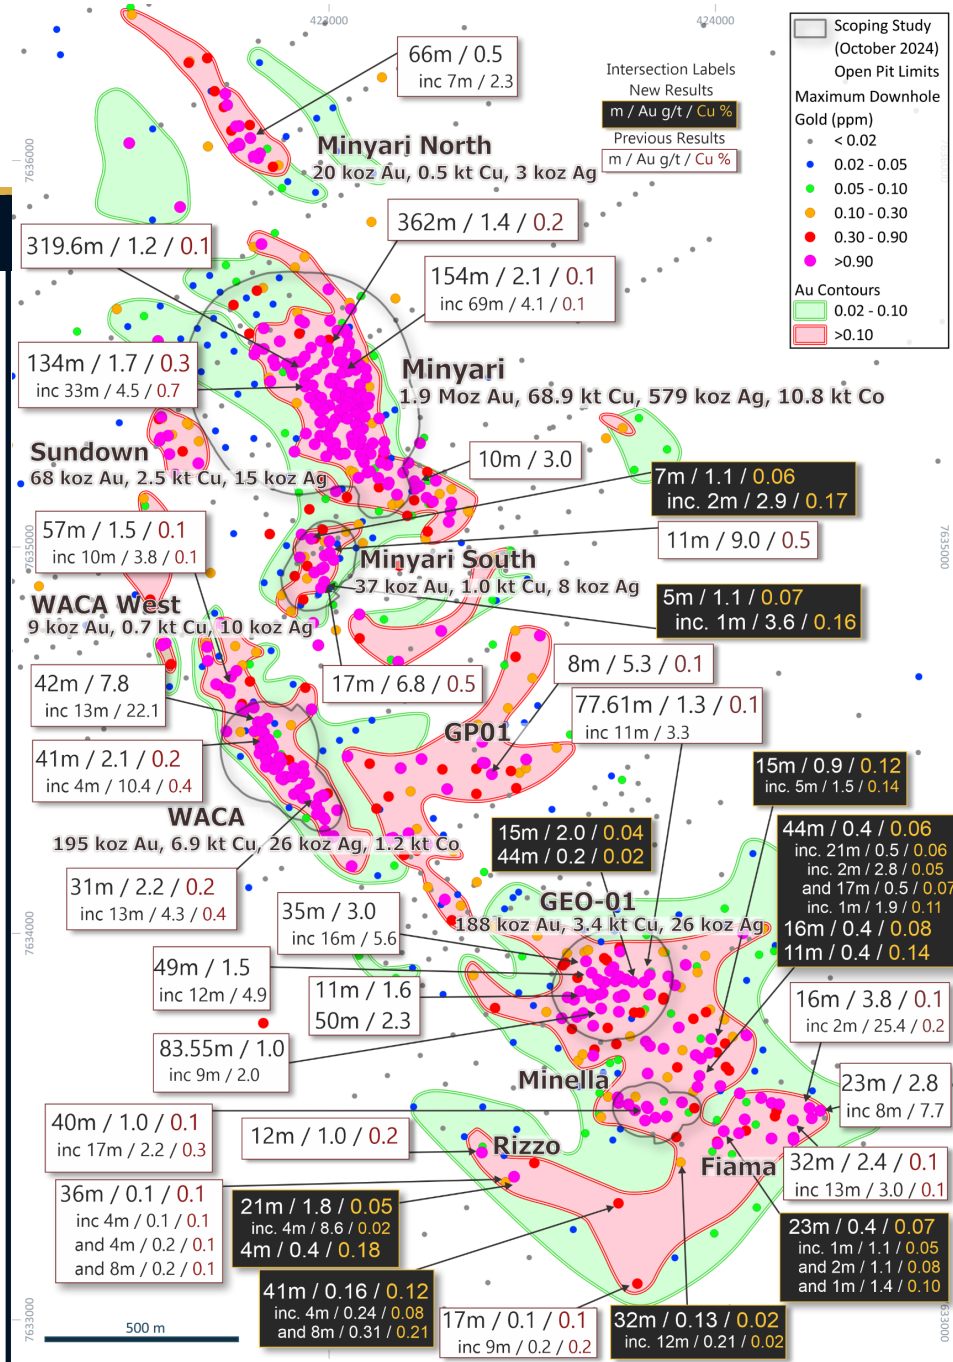 423000
424000
7636000
7635000
7635000
7634000
7633000
7633000
Scoping Study
(October 2024)
Open Pit Limits
Maximum Downhole
Gold (ppm)
< 0.02
0.02 - 0.05
0.05 - 0.10
0.10 - 0.30
0.30 - 0.90
>0.90
Au Contours
0.02 - 0.10
>0.10
Intersection Labels
New Results
m / Au g/t / Cu %
Previous Results
m / Au g/t / Cu %
66m / 0.5
inc 7m / 2.3
Minyari North
20 koz Au, 0.5 kt Cu, 3 koz Ag
362m / 1.4 / 0.2
319.6m / 1.2 / 0.1
154m / 2.1 / 0.1
inc 69m / 4.1 / 0.1
134m / 1.7 / 0.3
inc 33m / 4.5 / 0.7
Minyari
1.9 Moz Au, 68.9 kt Cu, 579 koz Ag, 10.8 kt Co
Sundown
68 koz Au, 2.5 kt Cu, 15 koz Ag
10m / 3.0
7m / 1.1 / 0.06
inc. 2m / 2.9 / 0.17
57m / 1.5 / 0.1
inc 10m / 3.8 / 0.1
11m / 9.0 / 0.5
Minyari South
37 koz Au, 1.0 kt Cu, 8 koz Ag
5m / 1.1 / 0.07
inc. 1m / 3.6 / 0.16
WACA West
9 koz Au, 0.7 kt Cu, 10 koz Ag
17m / 6.8 / 0.5
8m / 5.3 / 0.1
42m / 7.8
inc 13m / 22.1
77.61m / 1.3 / 0.1
inc 11m / 3.3
GP01
41m / 2.1 / 0.2
inc 4m / 10.4 / 0.4
15m / 0.9 / 0.12
inc. 5m / 1.5 / 0.14
WACA
195 koz Au, 6.9 kt Cu, 26 koz Ag, 1.2 kt Co
15m / 2.0 / 0.04
44m / 0.2 / 0.02
44m / 0.4 / 0.06
inc. 21m / 0.5 / 0.06
inc. 2m / 2.8 / 0.05
and 17m / 0.5 / 0.07
inc. 1m / 1.9 / 0.11
16m / 0.4 / 0.08
11m / 0.4 / 0.14
31m / 2.2 / 0.2
inc 13m / 4.3 / 0.4
35m / 3.0
inc 16m / 5.6
GEO-01
188 koz Au, 3.4 kt Cu, 26 koz Ag
49m / 1.5
inc 12m / 4.9
11m / 1.6
50m / 2.3
16m / 3.8 / 0.1
inc 2m / 25.4 / 0.2
83.55m / 1.0
inc 9m / 2.0
Minella
23m / 2.8
inc 8m / 7.7
40m / 1.0 / 0.1
inc 17m / 2.2 / 0.3
12m / 1.0 / 0.2
Rizzo
Fiama
32m / 2.4 / 0.1
inc 13m / 3.0 / 0.1
36m / 0.1 / 0.1
inc 4m / 0.1 / 0.1
and 4m / 0.2 / 0.1
and 8m / 0.2 / 0.1
21m / 1.8 / 0.05
inc. 4m / 8.6 / 0.02
4m / 0.4 / 0.18
23m / 0.4 / 0.07
inc. 1m / 1.1 / 0.05
and 2m / 1.1 / 0.08
and 1m / 1.4 / 0.10
41m / 0.16 / 0.12
inc. 4m / 0.24 / 0.08
and 8m / 0.31 / 0.21
17m / 0.1 / 0.1
inc 9m / 0.2 / 0.2
32m / 0.13 / 0.02
inc. 12m / 0.21 / 0.02
500 m